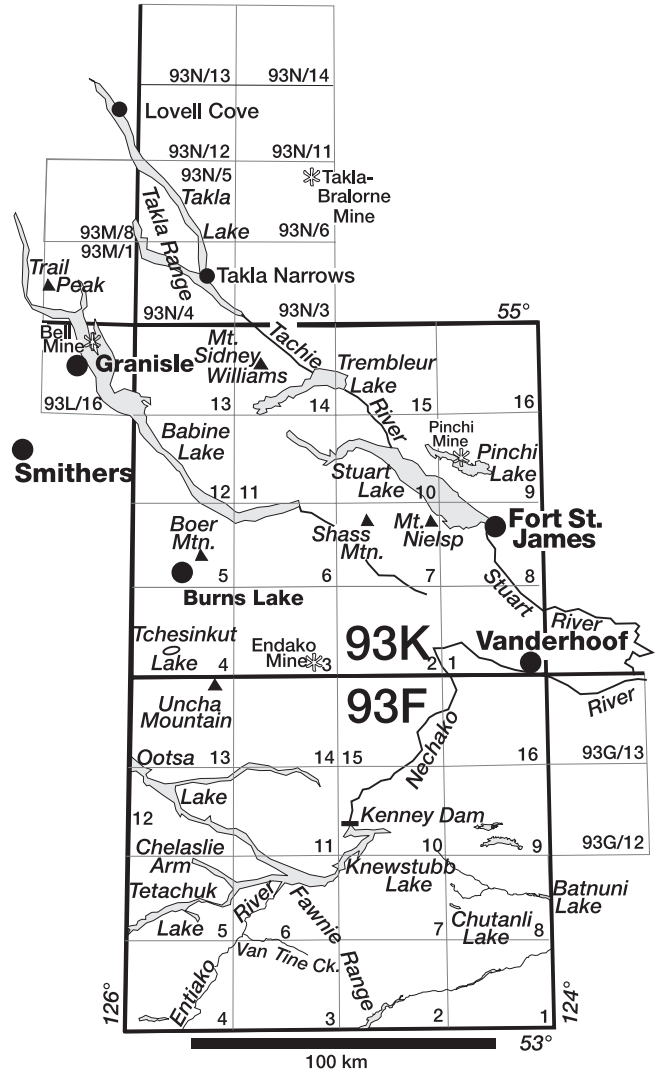 93N/13 93N/14
Lovell Cove
93N/12 93N/11
93N/5
Takla-
Bralorne
Mine
Takla
Lake
Takla Range
93M/8
93N/6
93M/1
Trail
Peak
Takla Narrows
93N/4 93N/3 55°
Bell
Mine
Granisle
Mt.
Sidney
Williams
Tachie
River
Trembleur
Lake
93L/16 13 14 15 16
Babine
Lake
Pinchi
Mine
Pinchi
Lake
Stuart
Lake
Smithers
12 11 10 9
Boer
Mtn.
Shass
Mtn.
Mt.
Nielsp
Fort St.
James
5 6 7 8
Burns Lake
Stuart
River
Tchesinkut
Lake
Endako
Mine
93K
Vanderhoof
4 3 2 1
93F
Uncha
Mountain
River
Nechako
Ootsa
Lake
13 14 15 16 93G/13
12
Kenney Dam
Chelaslie
Arm
11 10 9 93G/12
Knewstubb
Lake
Tetachuk
Lake
River
Fawnie
Range
Batnuni
Lake
Chutanli
Lake
5 6 7 8
Van Tine Ck.
Entiako
126°
124°
4 3 2 1
53°
100 km